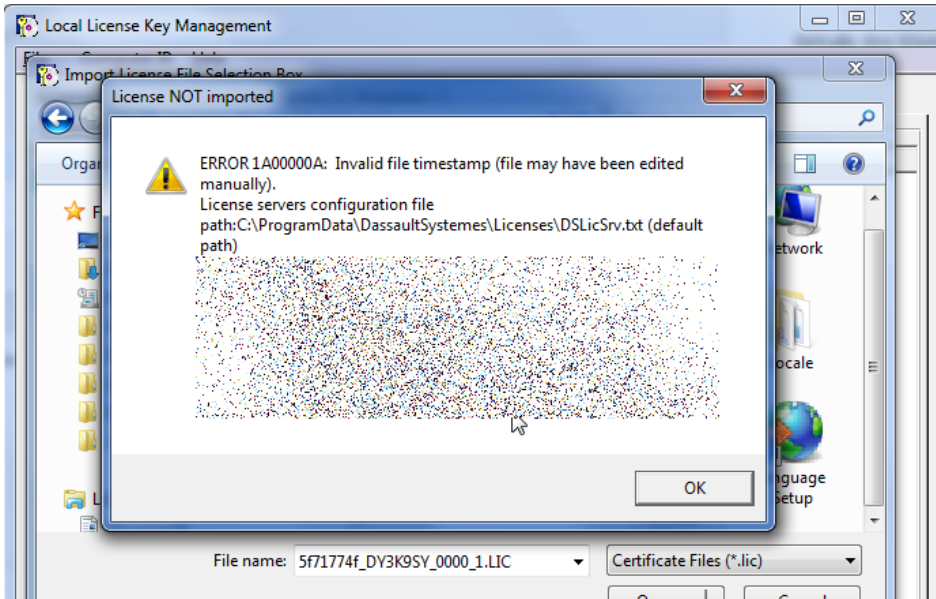 Local License Key Management
Import License File Selection Box
License NOT imported
Orga
ERROR 1A00000A: Invalid file timestamp (file may have been edited
manually).
License servers configuration file
path:C:\ProgramData\DassaultSystemes\Licenses\DSLicSrv.txt (default
path)
etwork
ocale
nguage
Setup
OK
File name: 5f71774f_DY3K9SY_0000_1.LIC Certificate Files (*.lic)